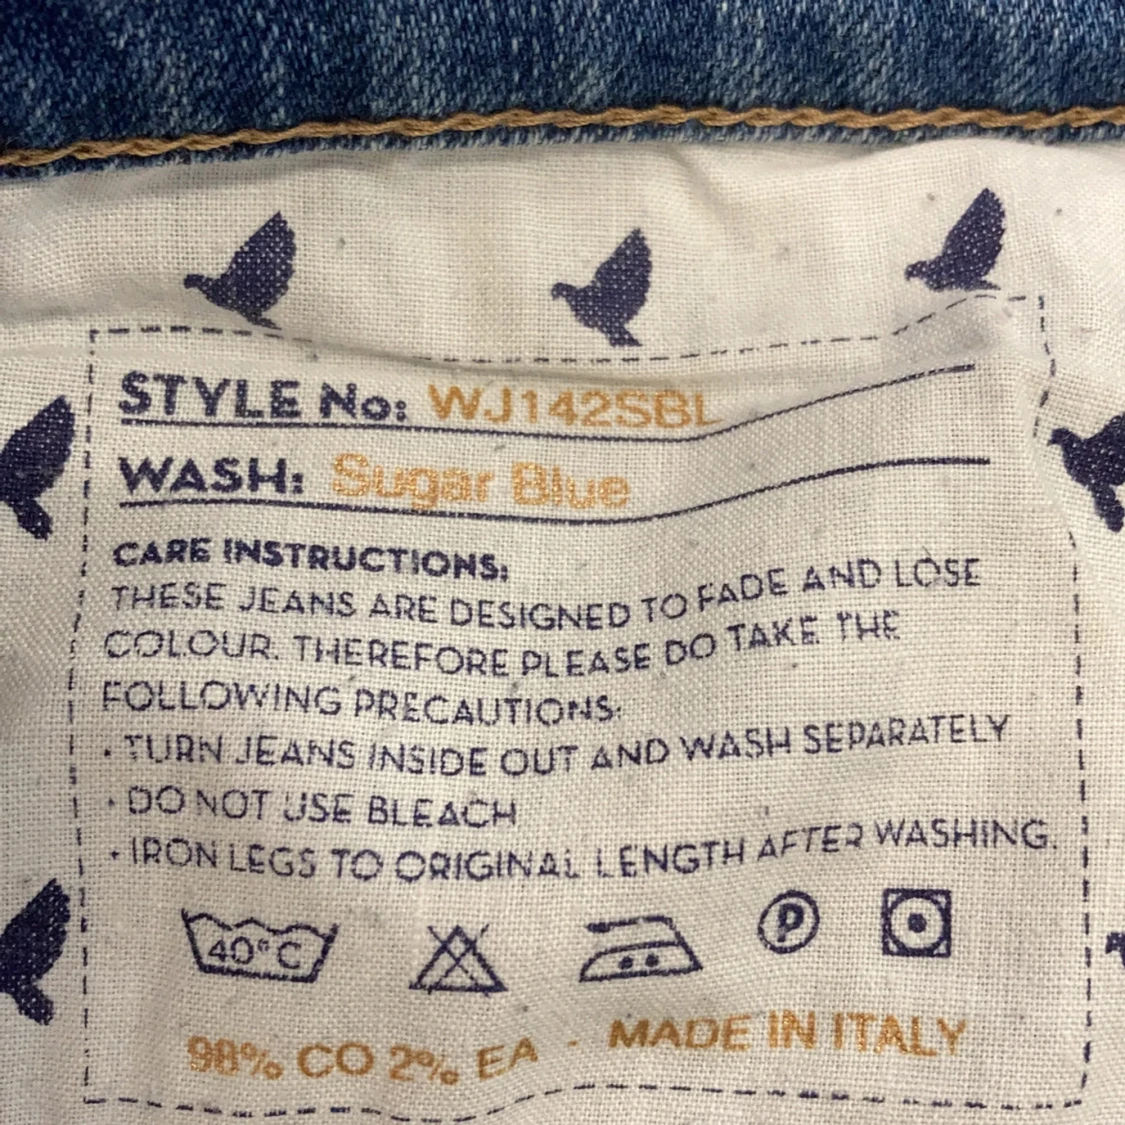 STYLE No: WJ142SBL
WASH: Sugar Blue
CARE INSTRUCTIONS:
THESE JEANS ARE DESIGNED TO FADE AND LOSE
COLOUR. THEREFORE PLEASE DO TAKE THE
FOLLOWING PRECAUTIONS:
· TURN JEANS INSIDE OUT AND WASH SEPARATELY
· DO NOT USE BLEACH
· IRON LEGS TO ORIGINAL LENGTH AFTER WASHING.
40°C P
98% CO 2% EA · MADE IN ITALY